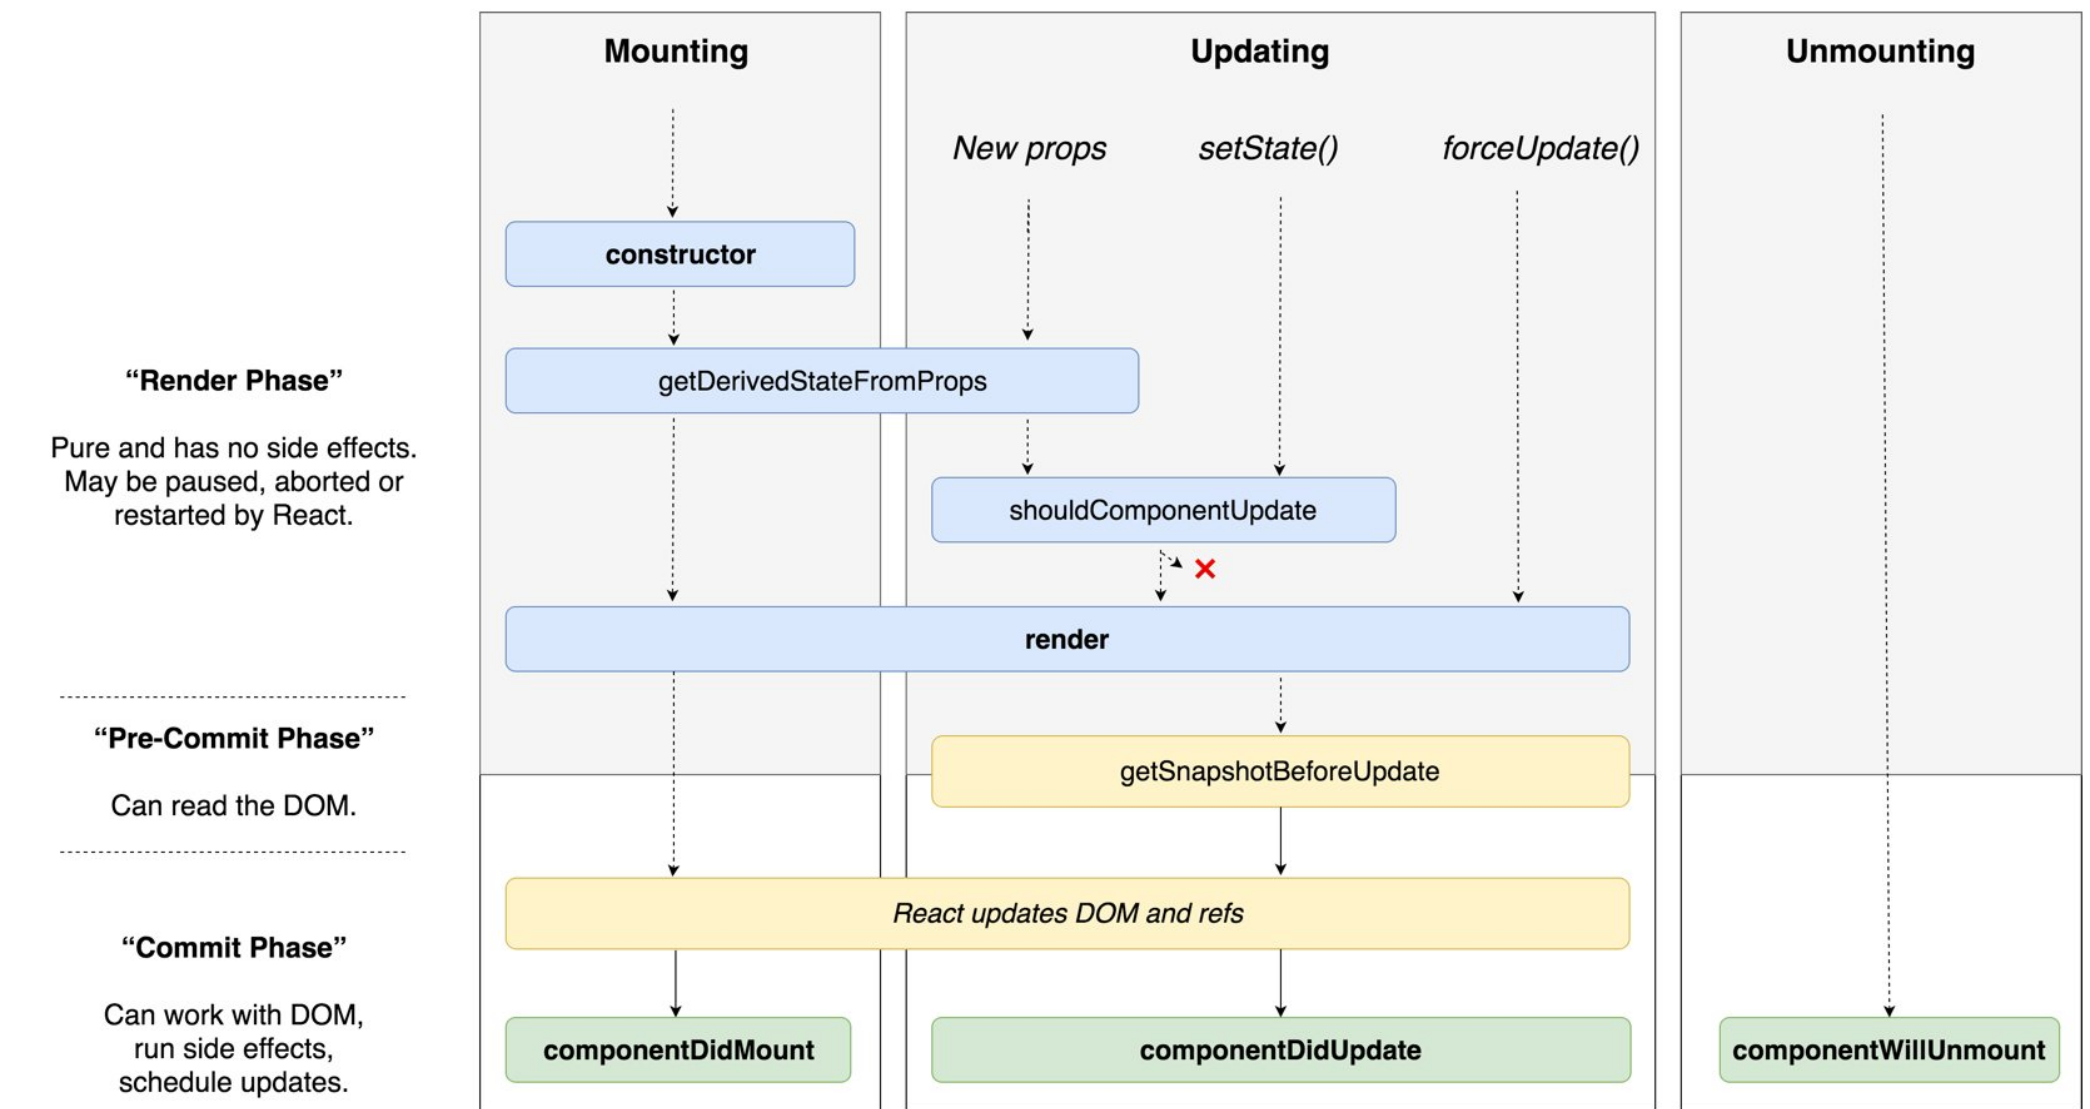 Mounting
Updating
Unmounting
New props
setState()
forceUpdate()
constructor
“Render Phase”
getDerivedStateFromProps
Pure and has no side effects.
May be paused, aborted or
restarted by React.
shouldComponentUpdate
render
“Pre-Commit Phase”
getSnapshotBeforeUpdate
Can read the DOM.
React updates DOM and refs
“Commit Phase”
Can work with DOM,
run side effects,
schedule updates.
componentDidMount
componentDidUpdate
componentWillUnmount